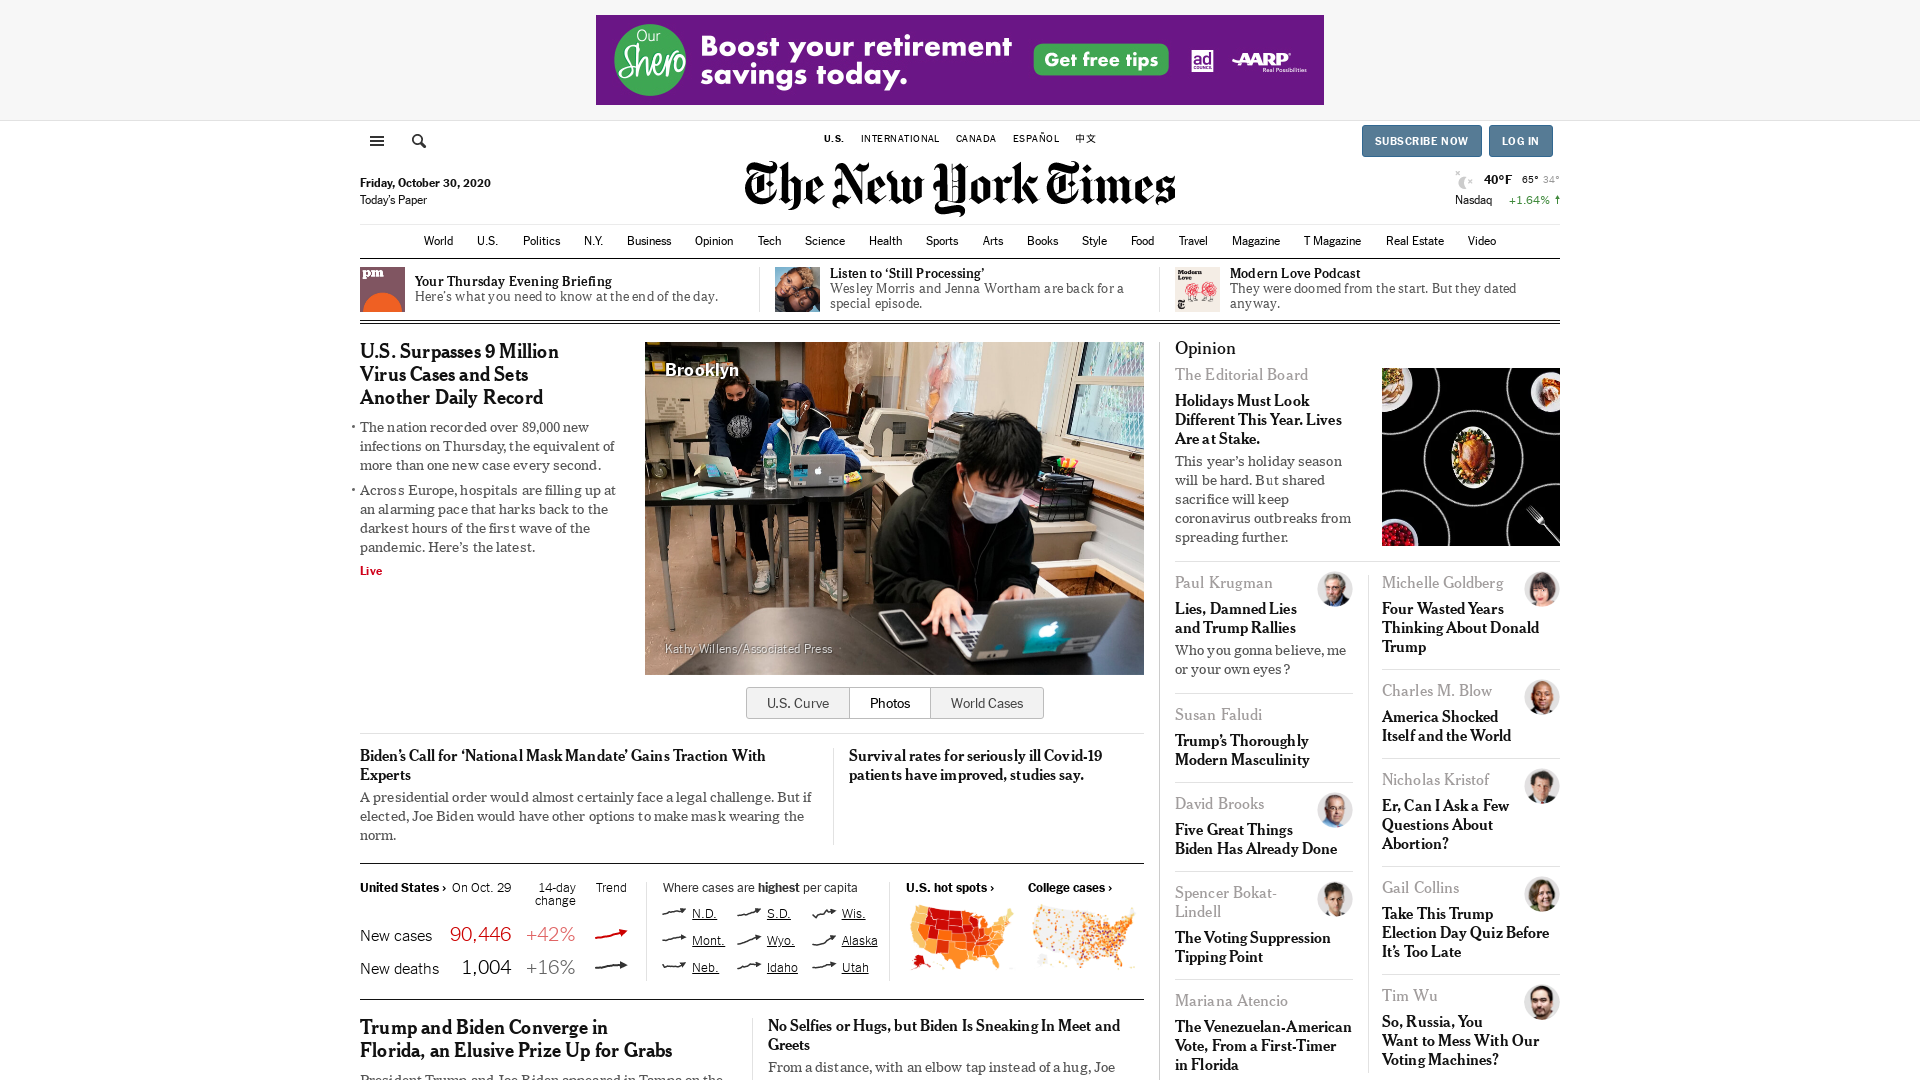 Our
Shero
Boost your retirement
savings today.
Get free tips
ad
COUNCIL
AARP
Real Possibilities
U.S. INTERNATIONAL CANADA ESPAÑOL 中文
SUBSCRIBE NOW LOG IN
The New York Times
Friday, October 30, 2020
Today's Paper
40°F 65° 34°
Nasdaq +1.64% ↑
World U.S. Politics N.Y. Business Opinion Tech Science Health Sports Arts Books Style Food Travel Magazine T Magazine Real Estate Video
pm
Your Thursday Evening Briefing
Here's what you need to know at the end of the day.
Listen to ‘Still Processing’
Wesley Morris and Jenna Wortham are back for a
special episode.
Modern
Love
Modern Love Podcast
They were doomed from the start. But they dated
anyway.
U.S. Surpasses 9 Million
Virus Cases and Sets
Another Daily Record
• The nation recorded over 89,000 new
infections on Thursday, the equivalent of
more than one new case every second.
• Across Europe, hospitals are filling up at
an alarming pace that harks back to the
darkest hours of the first wave of the
pandemic. Here’s the latest.
Live
Brooklyn
Kathy Willens/Associated Press
U.S. Curve Photos World Cases
Biden’s Call for ‘National Mask Mandate’ Gains Traction With
Experts
A presidential order would almost certainly face a legal challenge. But if
elected, Joe Biden would have other options to make mask wearing the
norm.
Survival rates for seriously ill Covid-19
patients have improved, studies say.
United States › On Oct. 29 14-day change Trend
New cases 90,446 +42%
New deaths 1,004 +16%
Where cases are highest per capita
N.D. S.D. Wis.
Mont. Wyo. Alaska
Neb. Idaho Utah
U.S. hot spots › College cases ›
Trump and Biden Converge in
Florida, an Elusive Prize Up for Grabs
President Trump and Joe Biden appeared in Tampa on the
No Selfies or Hugs, but Biden Is Sneaking In Meet and
Greets
From a distance, with an elbow tap instead of a hug, Joe
Opinion
The Editorial Board
Holidays Must Look
Different This Year. Lives
Are at Stake.
This year’s holiday season
will be hard. But shared
sacrifice will keep
coronavirus outbreaks from
spreading further.
Paul Krugman
Lies, Damned Lies
and Trump Rallies
Who you gonna believe, me
or your own eyes?
Susan Faludi
Trump’s Thoroughly
Modern Masculinity
David Brooks
Five Great Things
Biden Has Already Done
Spencer Bokat-
Lindell
The Voting Suppression
Tipping Point
Mariana Atencio
The Venezuelan-American
Vote, From a First-Timer
in Florida
Michelle Goldberg
Four Wasted Years
Thinking About Donald
Trump
Charles M. Blow
America Shocked
Itself and the World
Nicholas Kristof
Er, Can I Ask a Few
Questions About
Abortion?
Gail Collins
Take This Trump
Election Day Quiz Before
It’s Too Late
Tim Wu
So, Russia, You
Want to Mess With Our
Voting Machines?